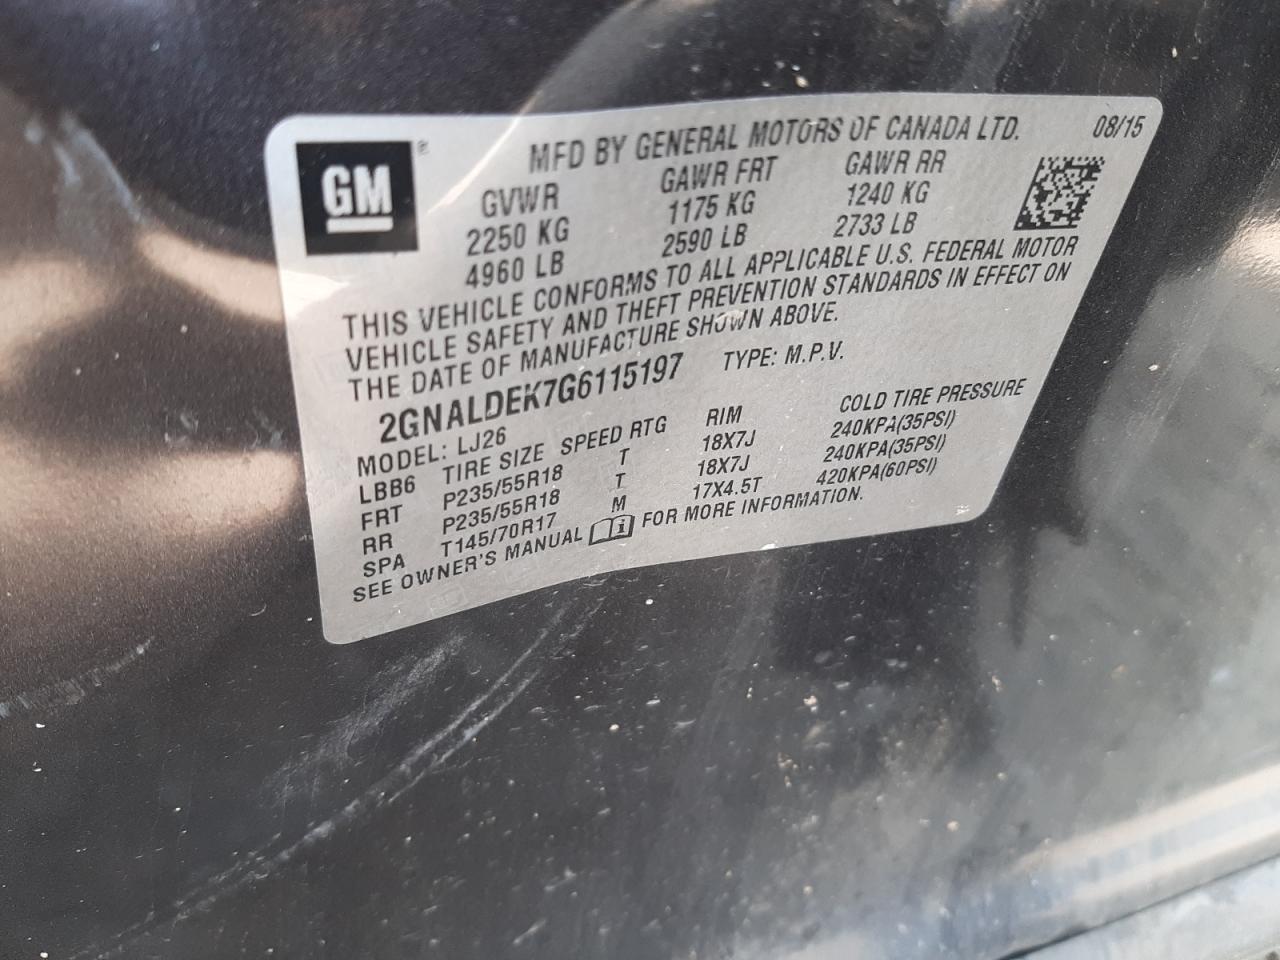 GM®
MFD BY GENERAL MOTORS OF CANADA LTD. 08/15
GVWR GAWR FRT GAWR RR
2250 KG 1175 KG 1240 KG
4960 LB 2590 LB 2733 LB
THIS VEHICLE CONFORMS TO ALL APPLICABLE U.S. FEDERAL MOTOR
VEHICLE SAFETY AND THEFT PREVENTION STANDARDS IN EFFECT ON
THE DATE OF MANUFACTURE SHOWN ABOVE.
2GNALDEK7G6115197 TYPE: M.P.V.
MODEL: LJ26
LBB6 TIRE SIZE SPEED RTG RIM COLD TIRE PRESSURE
FRT P235/55R18 T 18X7J 240KPA(35PSI)
RR P235/55R18 T 18X7J 240KPA(35PSI)
SPA T145/70R17 M 17X4.5T 420KPA(60PSI)
SEE OWNER'S MANUAL FOR MORE INFORMATION.